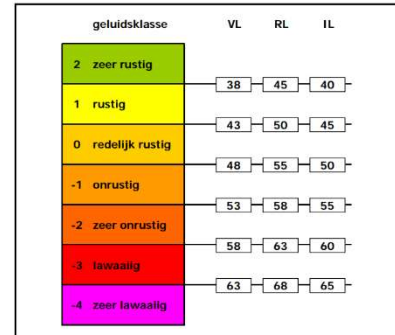 geluidsklasse VL RL IL
2 zeer rustig
38 45 40
1 rustig
43 50 45
0 redelijk rustig
48 55 50
-1 onrustig
53 58 55
-2 zeer onrustig
58 63 60
-3 lawaaiig
63 68 65
-4 zeer lawaaiig